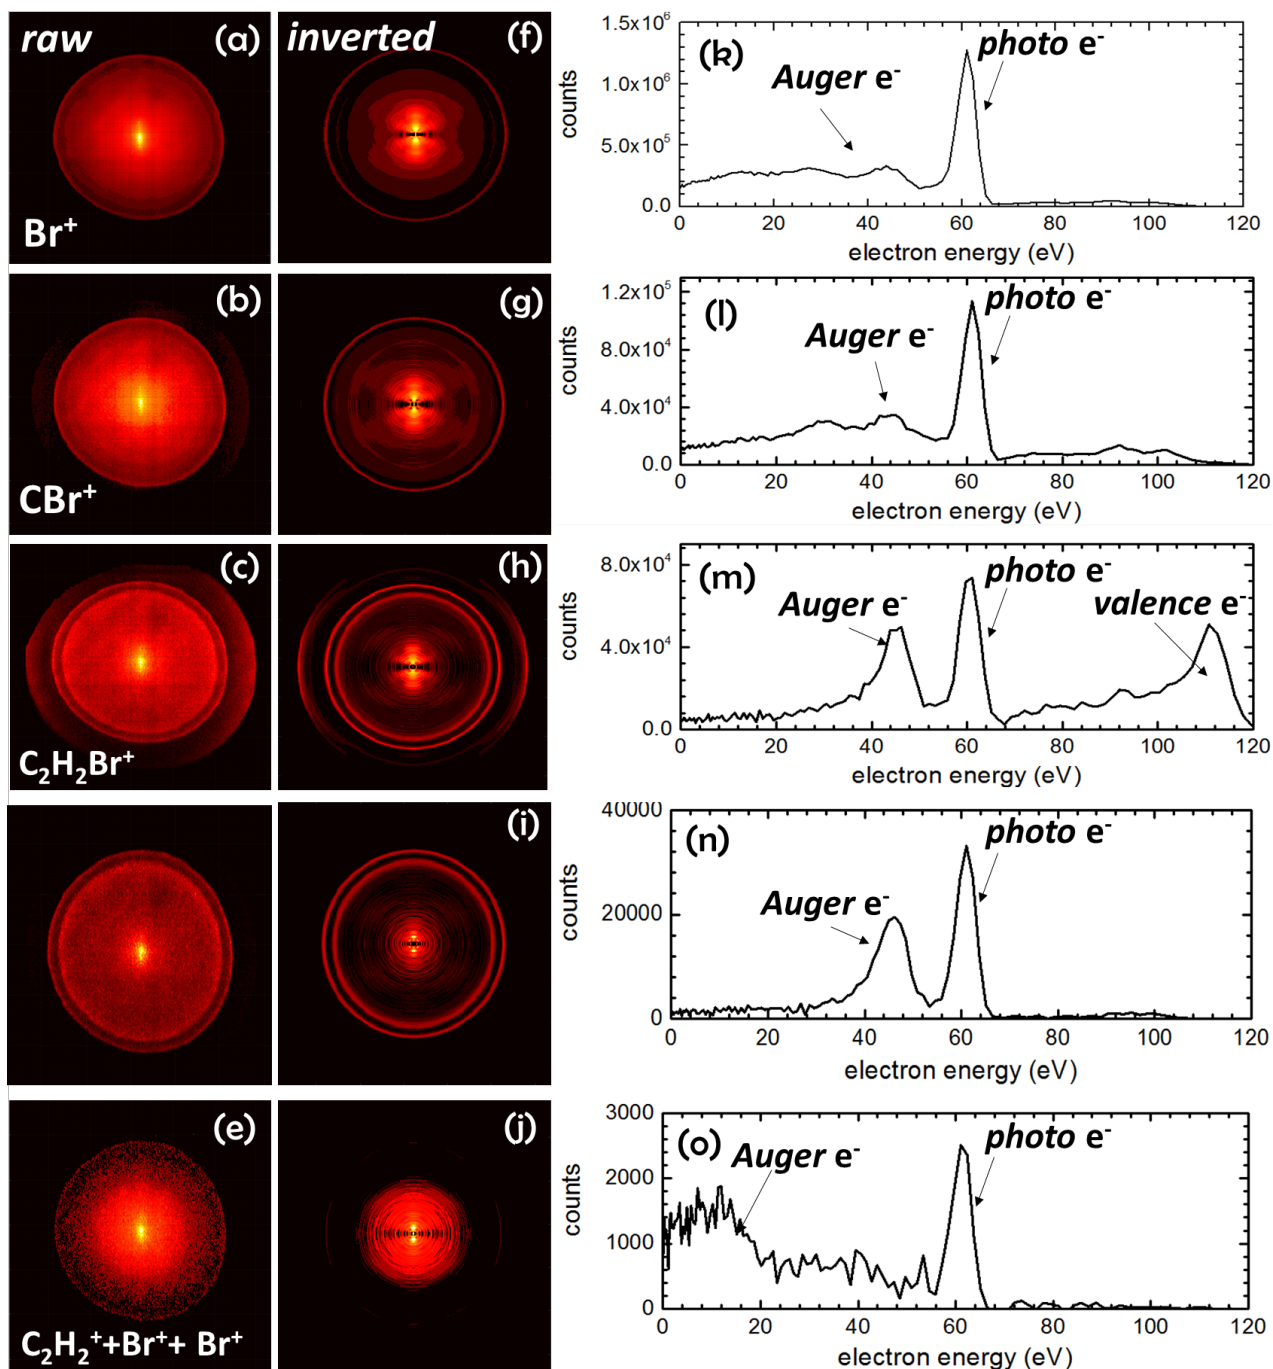 raw (a) inverted (f)
Br⁺
(k)
Auger e⁻
photo e⁻
counts
1.5x10⁶
1.0x10⁶
5.0x10⁵
0.0
0 20 40 60 80 100 120
electron energy (eV)
(b) (g)
CBr⁺
(l)
Auger e⁻
photo e⁻
counts
1.2x10⁵
8.0x10⁴
4.0x10⁴
0.0
0 20 40 60 80 100 120
electron energy (eV)
(c) (h)
C₂H₂Br⁺
(m)
Auger e⁻
photo e⁻
valence e⁻
counts
8.0x10⁴
4.0x10⁴
0.0
0 20 40 60 80 100 120
electron energy (eV)
(i)
(n)
Auger e⁻
photo e⁻
counts
40000
20000
0
0 20 40 60 80 100 120
electron energy (eV)
(e) (j)
C₂H₂⁺+Br⁺+ Br⁺
(o)
Auger e⁻
photo e⁻
counts
3000
2000
1000
0
0 20 40 60 80 100 120
electron energy (eV)